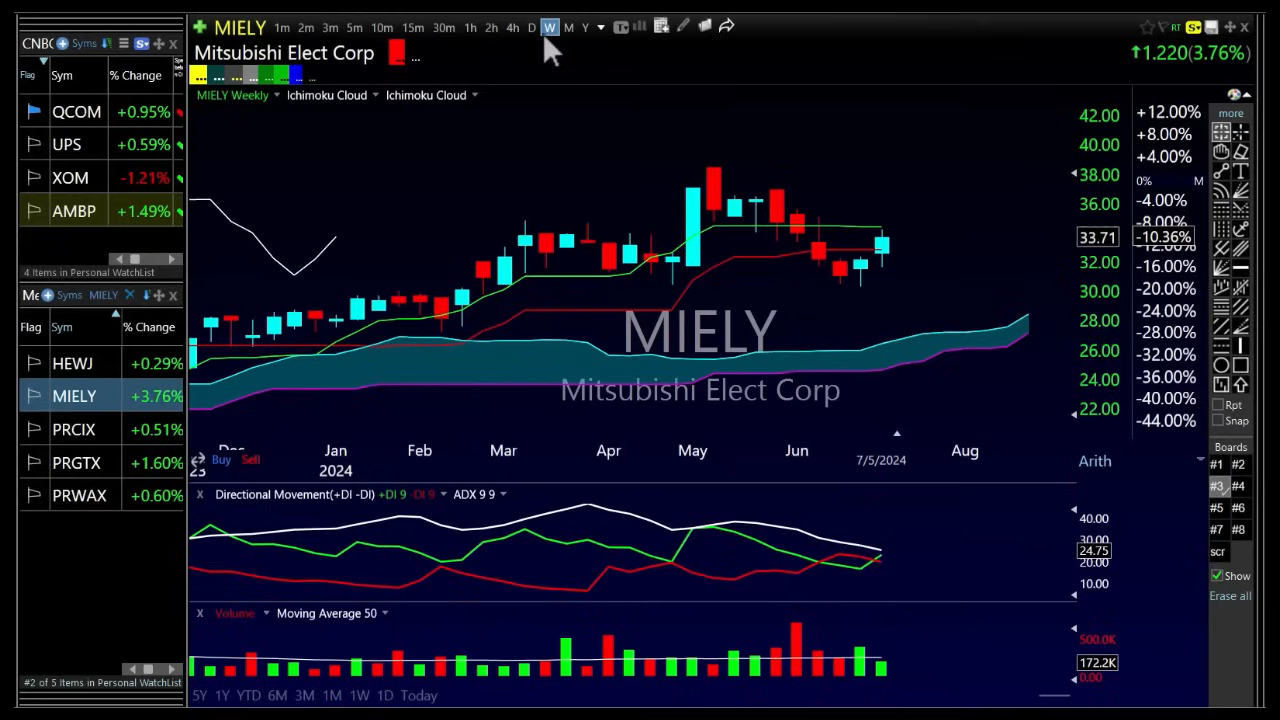 MIELY 1m 2m 3m 5m 10m 15m 30m 1h 2h 4h D W M Y T RT S
Mitsubishi Elect Corp ...
1.220(3.76%)
... ... ... ... ... ... ... ...
MIELY Weekly Ichimoku Cloud Ichimoku Cloud
CNBC Syms S
Flag Sym % Change
QCOM +0.95%
UPS +0.59%
XOM -1.21%
AMBP +1.49%
4 Items in Personal WatchList
Me Syms MIELY
Flag Sym % Change
HEWJ +0.29%
MIELY +3.76%
PRCIX +0.51%
PRGTX +1.60%
PRWAX +0.60%
#2 of 5 Items in Personal WatchList
MIELY
Mitsubishi Elect Corp
42.00
40.00
38.00
36.00
33.71
32.00
30.00
28.00
26.00
24.00
22.00
+12.00%
+8.00%
+4.00%
0% M
-4.00%
-8.00%
-10.36%
-12.00%
-16.00%
-20.00%
-24.00%
-28.00%
-32.00%
-36.00%
-40.00%
-44.00%
Dec Jan Feb Mar Apr May Jun Aug
23 Buy Sell 2024 7/5/2024 Arith
X Directional Movement(+DI -DI) +DI 9 -DI 9 ADX 9 9
40.00
30.00
24.75
20.00
10.00
X Volume Moving Average 50
500.0K
172.2K
0.00
5Y 1Y YTD 6M 3M 1M 1W 1D Today
more
T
Rpt
Snap
Boards
#1 #2
#3 #4
#5 #6
#7 #8
scr
Show
Erase all